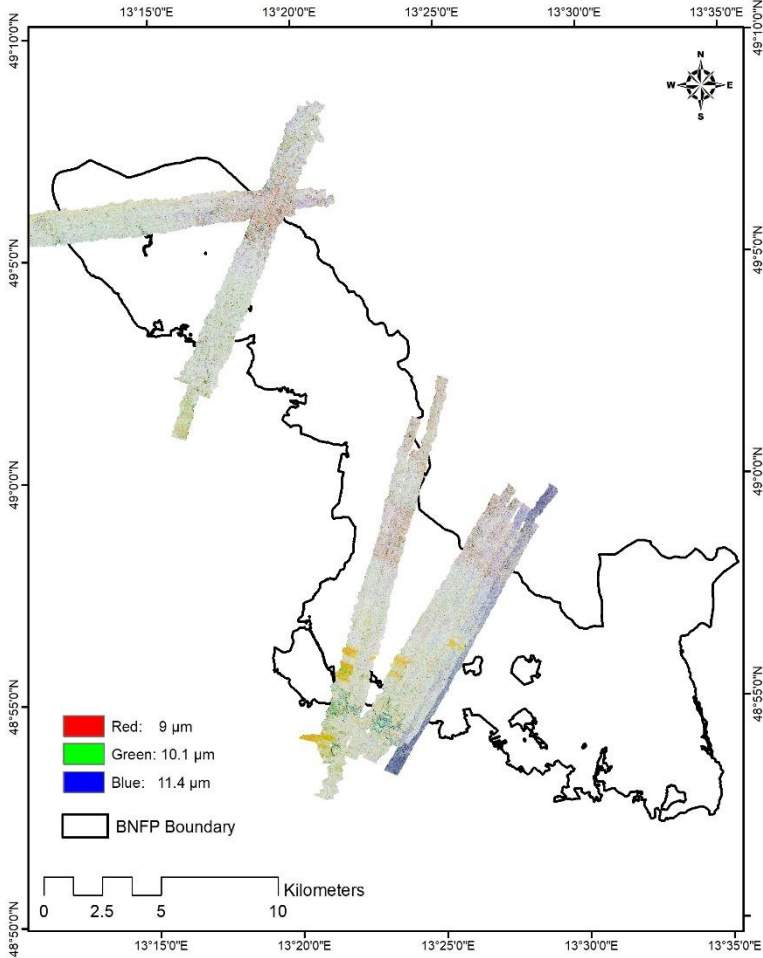 13°15'0"E 13°20'0"E 13°25'0"E 13°30'0"E 13°35'0"E
49°10'0"N 49°10'0"N
N
W E
S
49°5'0"N 49°5'0"N
49°0'0"N 49°0'0"N
48°55'0"N 48°55'0"N
Red: 9 µm
Green: 10.1 µm
Blue: 11.4 µm
BNFP Boundary
Kilometers
0 2.5 5 10
48°50'0"N
13°15'0"E 13°20'0"E 13°25'0"E 13°30'0"E 13°35'0"E